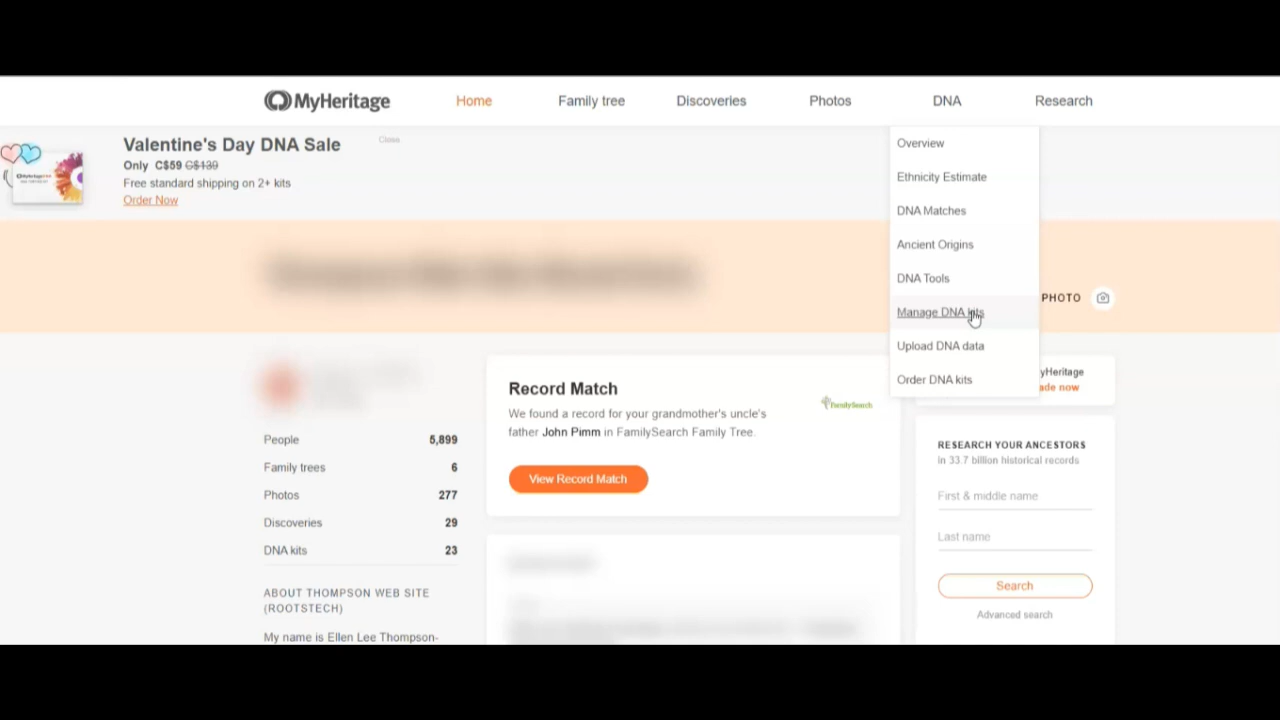 MyHeritage
Home
Family tree
Discoveries
Photos
DNA
Research
Valentine's Day DNA Sale
Close
Only C$59 C$139
Free standard shipping on 2+ kits
Order Now
Overview
Ethnicity Estimate
DNA Matches
Ancient Origins
DNA Tools
Manage DNA kits
Upload DNA data
Order DNA kits
PHOTO
People 5,899
Family trees 6
Photos 277
Discoveries 29
DNA kits 23
ABOUT THOMPSON WEB SITE
(ROOTSTECH)
My name is Ellen Lee Thompson-
Record Match
We found a record for your grandmother's uncle's
father John Pimm in FamilySearch Family Tree.
FamilySearch
View Record Match
yHeritage
ade now
RESEARCH YOUR ANCESTORS
in 33.7 billion historical records
First & middle name
Last name
Search
Advanced search